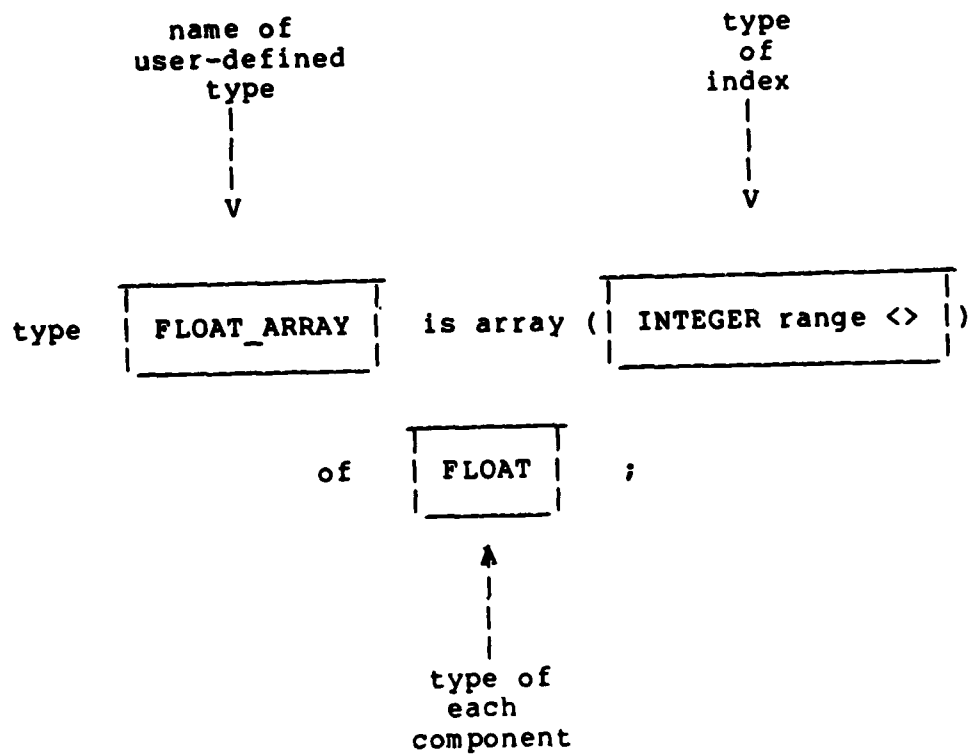 name of
user-defined
type
type
of
index
type FLOAT_ARRAY is array ( INTEGER range <> )
of FLOAT ;
type of
each
component